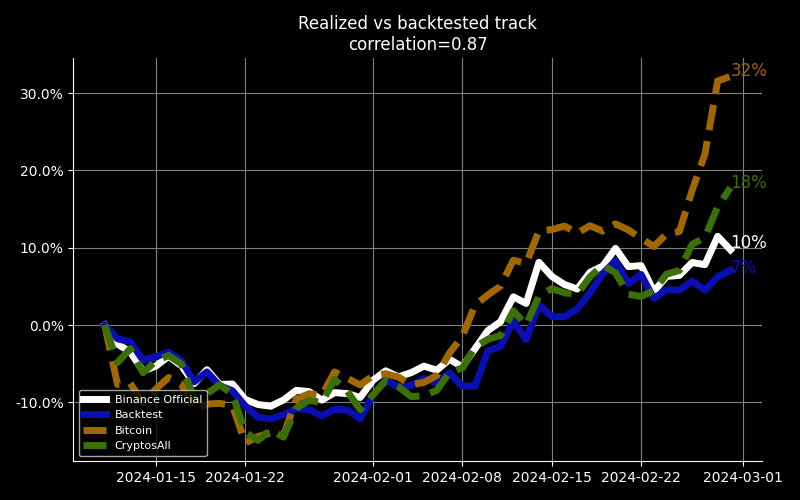 Realized vs backtested track
correlation=0.87
32%
30.0%
20.0%
18%
10.0%
10%
7%
0.0%
-10.0%
Binance Official
Backtest
Bitcoin
CryptosAll
2024-01-15 2024-01-22 2024-02-01 2024-02-08 2024-02-15 2024-02-22 2024-03-01